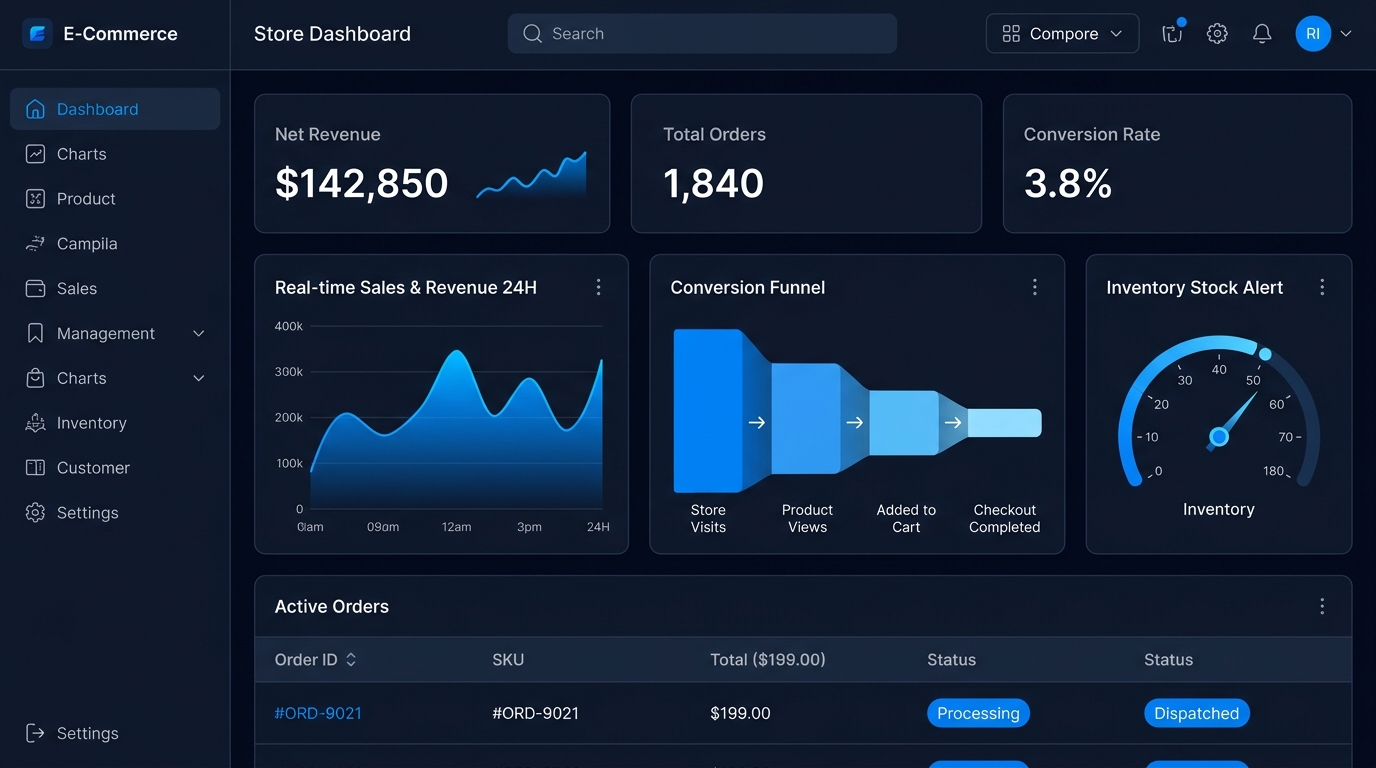 E-Commerce
Store Dashboard
Search
Compore
RI
Dashboard
Charts
Product
Campila
Sales
Management
Charts
Inventory
Customer
Settings
Settings
Net Revenue
$142,850
Total Orders
1,840
Conversion Rate
3.8%
Real-time Sales & Revenue 24H
400k
300k
200k
100k
0
09am
12am
3pm
24H
Conversion Funnel
Store
Visits
Product
Views
Added to
Cart
Checkout
Completed
Inventory Stock Alert
0
10
20
30
40
50
60
70
180
Inventory
Active Orders
Order ID
SKU
Total ($199.00)
Status
Status
#ORD-9021
#ORD-9021
$199.00
Processing
Dispatched